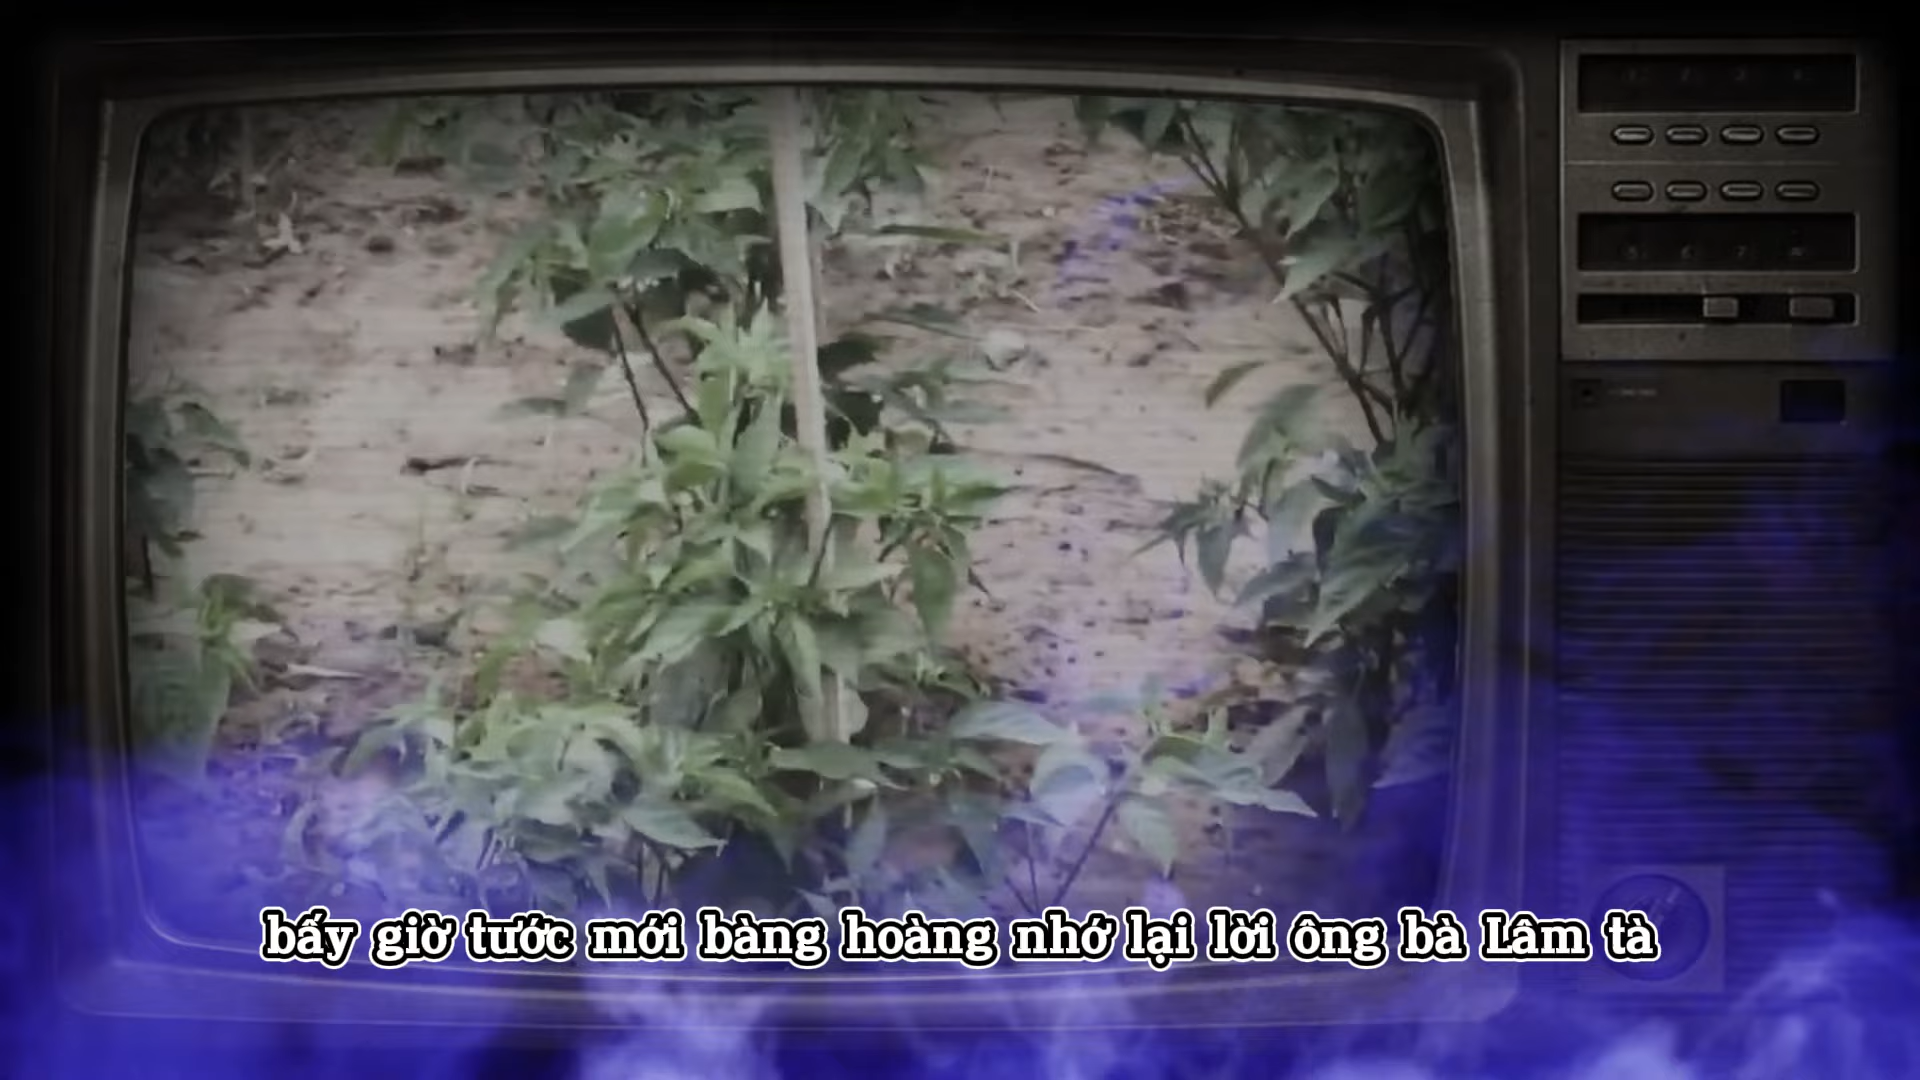 bấy giờ tước mới bàng hoàng nhớ lại lời ông bà Lâm tà